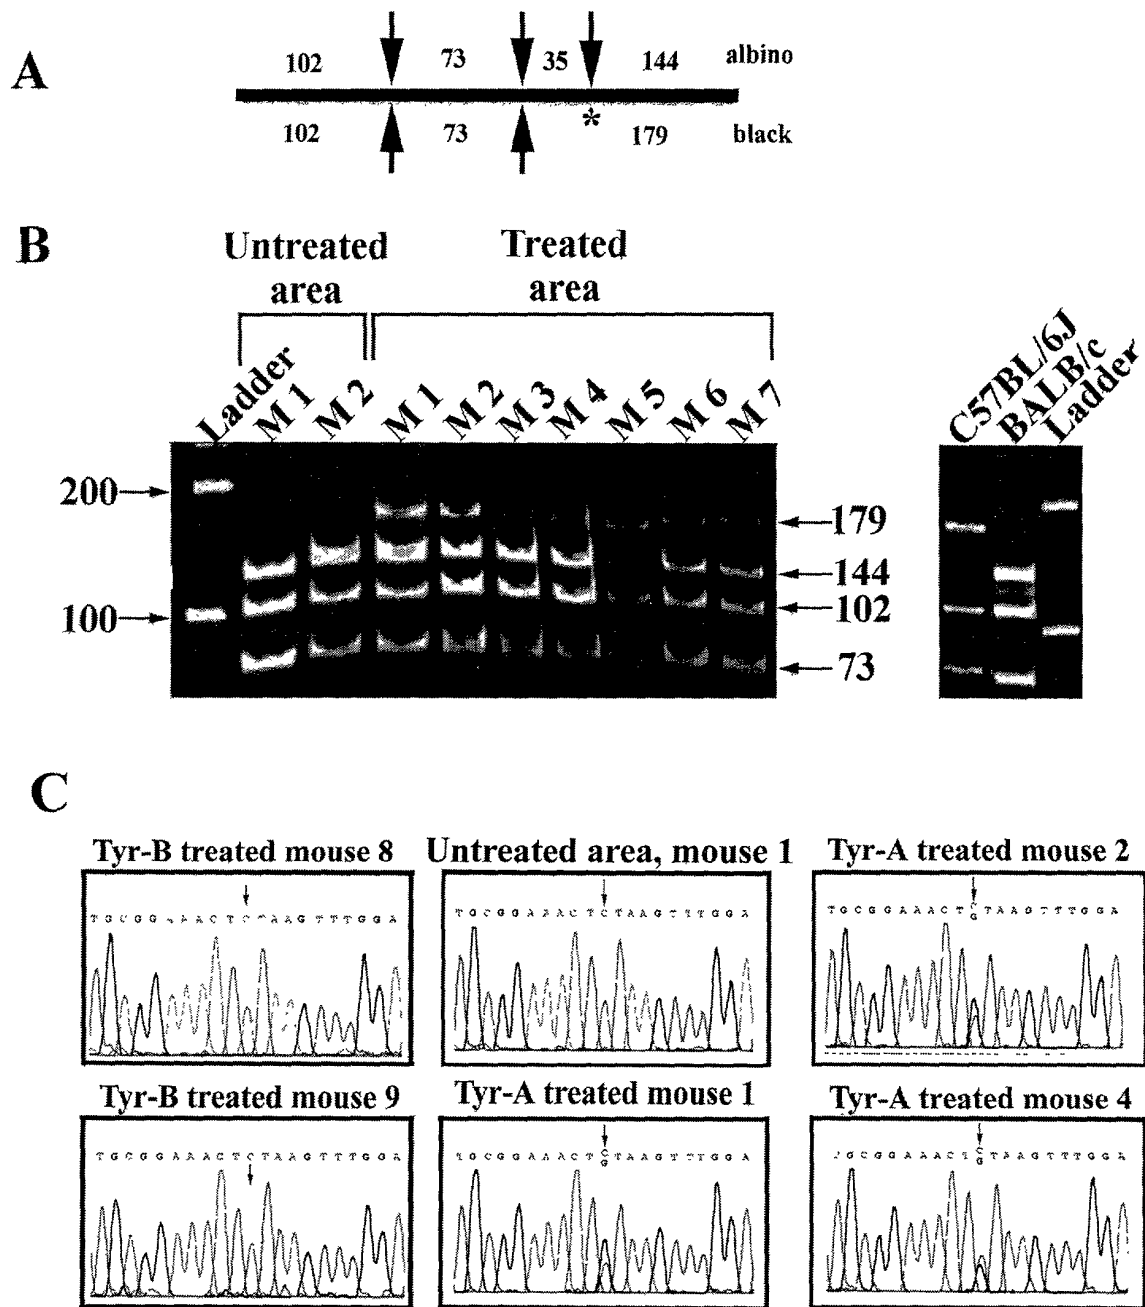 A
102 73 35 144 albino
102 73 * 179 black
B
Untreated area
Treated area
Ladder M 1 M 2 M 1 M 2 M 3 M 4 M 5 M 6 M 7
C57BL/6J BALB/c Ladder
200
100
179
144
102
73
C
Tyr-B treated mouse 8
T G C G G A A A C T C T A A G T T T G G A
Untreated area, mouse 1
T G C G G A A A C T C T A A G T T T G G A
Tyr-A treated mouse 2
T G C G G A A A C T C T A A G T T T G G A
G
Tyr-B treated mouse 9
T G C G G A A A C T C T A A G T T T G G A
Tyr-A treated mouse 1
T G C G G A A A C T C T A A G T T T G G A
G
Tyr-A treated mouse 4
G C G G A A A C T C T A A G T T T G G A
G